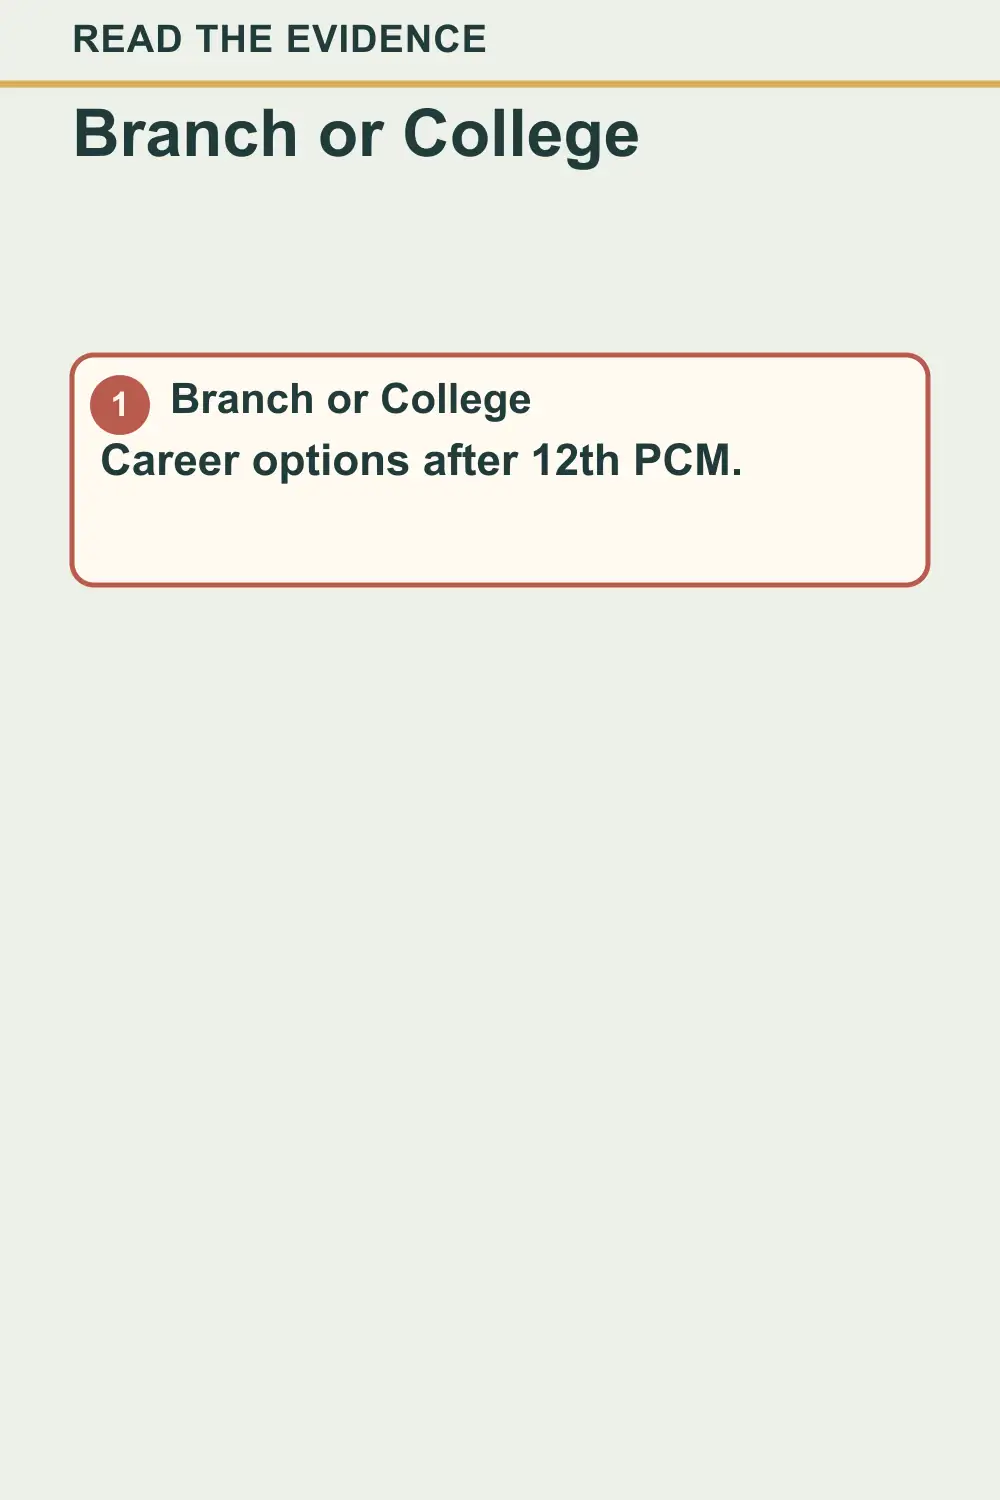 READ THE EVIDENCE
Branch or College
1 Branch or College
Career options after 12th PCM.